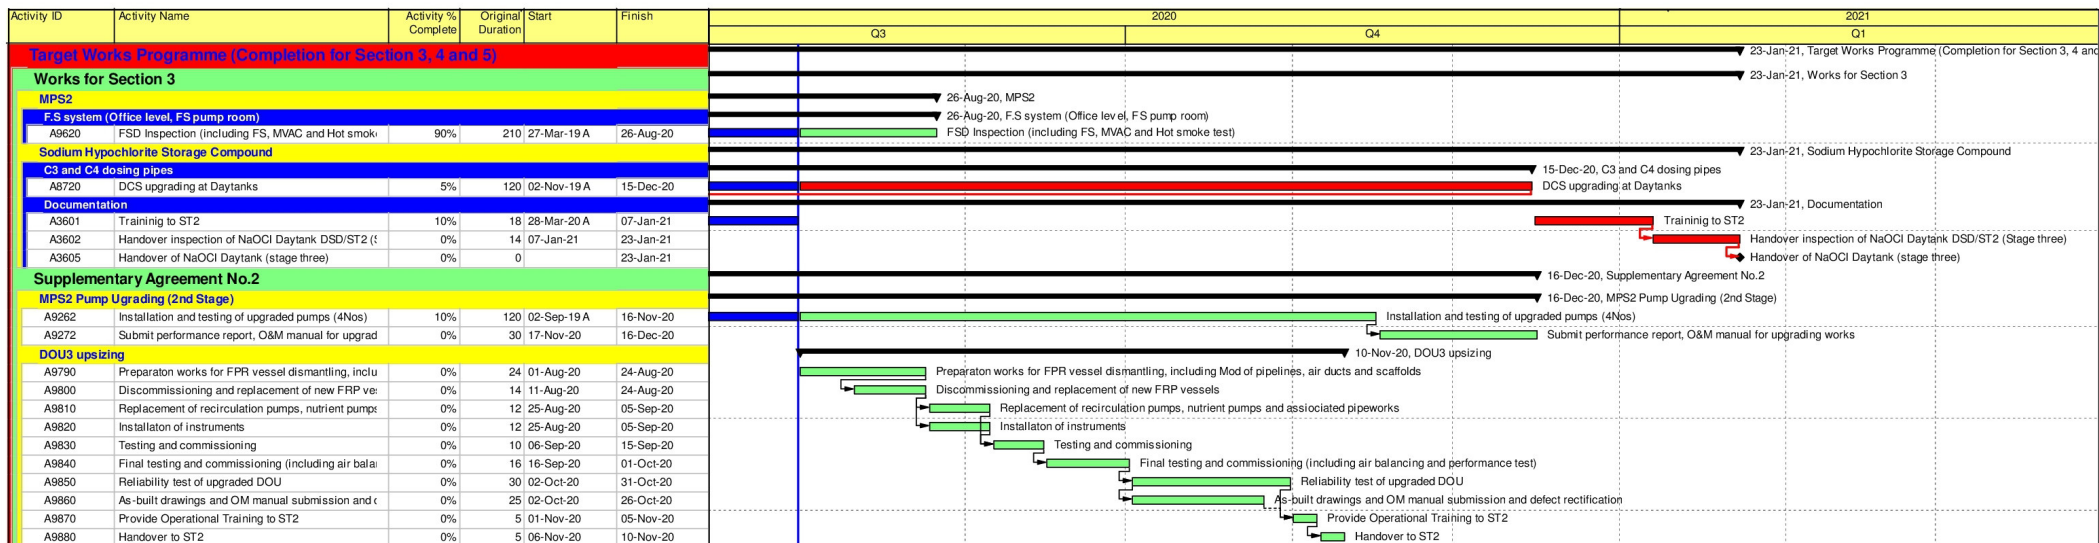 Activity ID Activity Name Activity % Complete Original Duration Start Finish 2020 2021
Q3 Q4 Q1
Target Works Programme (Completion for Section 3, 4 and 5) 23-Jan-21, Target Works Programme (Completion for Section 3, 4 and
Works for Section 3 23-Jan-21, Works for Section 3
MPS2 26-Aug-20, MPS2
F.S system (Office level, FS pump room) 26-Aug-20, F.S system (Office level, FS pump room)
A9620 FSD Inspection (including FS, MVAC and Hot smok 90% 210 27-Mar-19 A 26-Aug-20 FSD Inspection (including FS, MVAC and Hot smoke test)
Sodium Hypochlorite Storage Compound 23-Jan-21, Sodium Hypochlorite Storage Compound
C3 and C4 dosing pipes 15-Dec-20, C3 and C4 dosing pipes
A8720 DCS upgrading at Daytanks 5% 120 02-Nov-19 A 15-Dec-20 DCS upgrading at Daytanks
Documentation 23-Jan-21, Documentation
A3601 Traininig to ST2 10% 18 28-Mar-20 A 07-Jan-21 Traininig to ST2
A3602 Handover inspection of NaOCI Daytank DSD/ST2 ( 0% 14 07-Jan-21 23-Jan-21 Handover inspection of NaOCI Daytank DSD/ST2 (Stage three)
A3605 Handover of NaOCI Daytank (stage three) 0% 0 23-Jan-21 Handover of NaOCI Daytank (stage three)
Supplementary Agreement No.2 16-Dec-20, Supplementary Agreement No.2
MPS2 Pump Ugrading (2nd Stage) 16-Dec-20, MPS2 Pump Ugrading (2nd Stage)
A9262 Installation and testing of upgraded pumps (4Nos) 10% 120 02-Sep-19 A 16-Nov-20 Installation and testing of upgraded pumps (4Nos)
A9272 Submit performance report, O&M manual for upgrad 0% 30 17-Nov-20 16-Dec-20 Submit performance report, O&M manual for upgrading works
DOU3 upsizing 10-Nov-20, DOU3 upsizing
A9790 Preparaton works for FPR vessel dismantling, inclu 0% 24 01-Aug-20 24-Aug-20 Preparaton works for FPR vessel dismantling, including Mod of pipelines, air ducts and scaffolds
A9800 Discommissioning and replacement of new FRP ve 0% 14 11-Aug-20 24-Aug-20 Discommissioning and replacement of new FRP vessels
A9810 Replacement of recirculation pumps, nutrient pumps 0% 12 25-Aug-20 05-Sep-20 Replacement of recirculation pumps, nutrient pumps and assiociated pipeworks
A9820 Installaton of instruments 0% 12 25-Aug-20 05-Sep-20 Installaton of instruments
A9830 Testing and commissioning 0% 10 06-Sep-20 15-Sep-20 Testing and commissioning
A9840 Final testing and commissioning (including air bala 0% 16 16-Sep-20 01-Oct-20 Final testing and commissioning (including air balancing and performance test)
A9850 Reliability test of upgraded DOU 0% 30 02-Oct-20 31-Oct-20 Reliability test of upgraded DOU
A9860 As-built drawings and OM manual submission and 0% 25 02-Oct-20 26-Oct-20 As-built drawings and OM manual submission and defect rectification
A9870 Provide Operational Training to ST2 0% 5 01-Nov-20 05-Nov-20 Provide Operational Training to ST2
A9880 Handover to ST2 0% 5 06-Nov-20 10-Nov-20 Handover to ST2